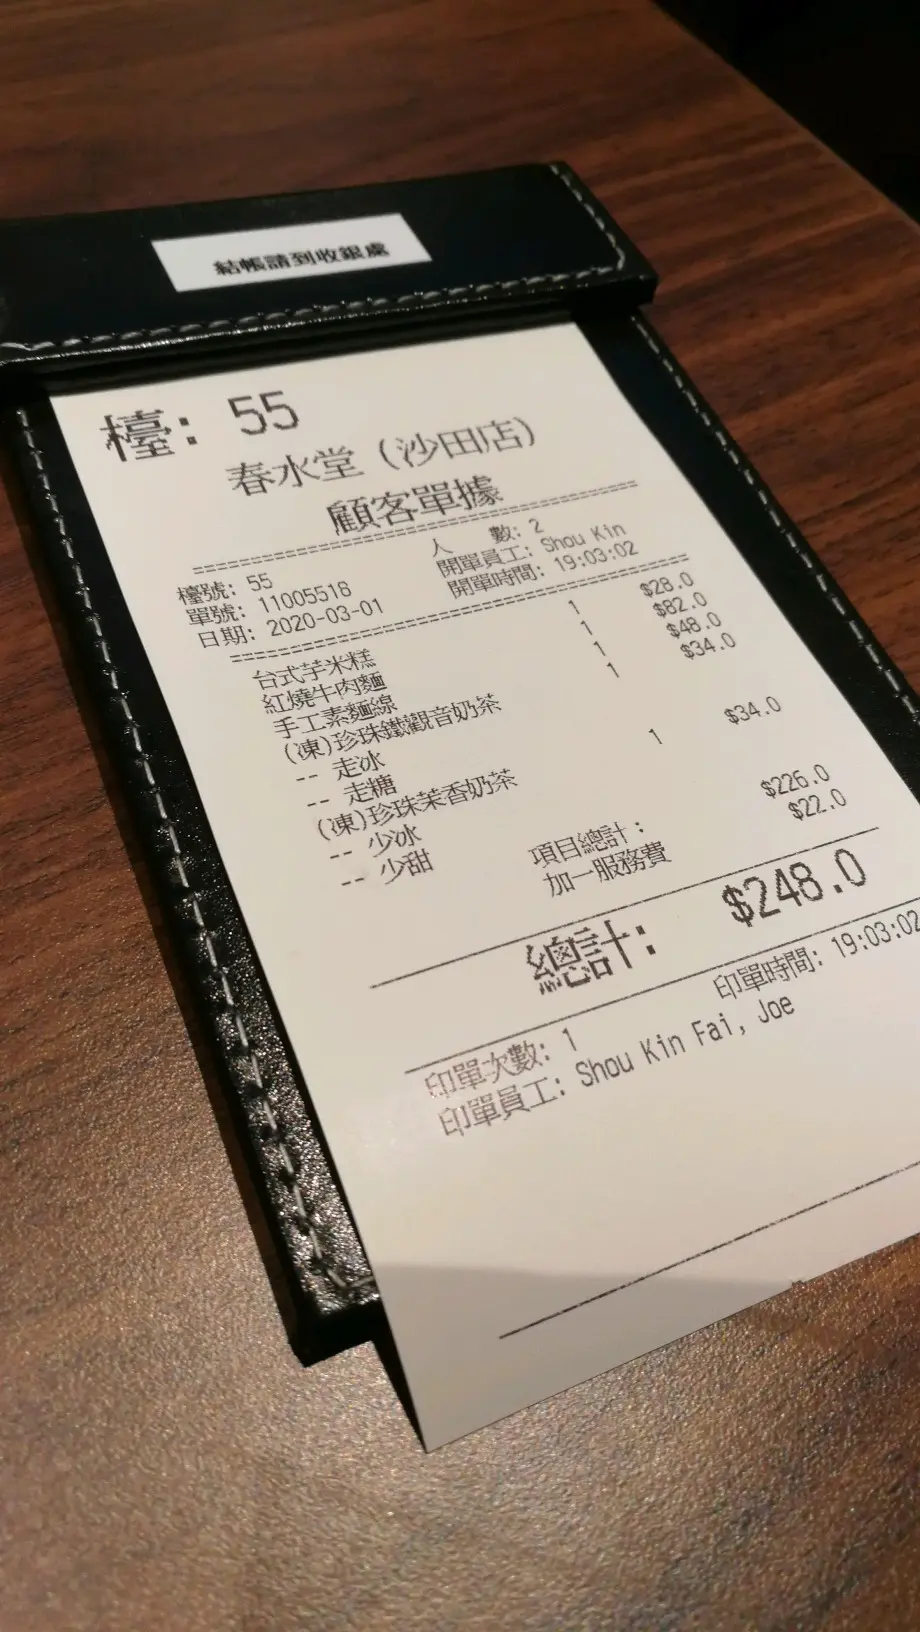 結帳請到收銀處
檯: 55
春水堂 (沙田店)
顧客單據
檯號: 55 人 數: 2
單號: 11005516 開單員工: Shou Kin
日期: 2020-03-01 開單時間: 19:03:02
台式芋米糕 1 $28.0
紅燒牛肉麵 1 $82.0
手工素麵線 1 $48.0
(凍)珍珠鐵觀音奶茶 1 $34.0
-- 走冰
-- 走糖
(凍)珍珠茉香奶茶 1 $34.0
-- 少冰
-- 少甜
項目總計: $226.0
加一服務費 $22.0
總計: $248.0
印單次數: 1 印單時間: 19:03:02
印單員工: Shou Kin Fai, Joe